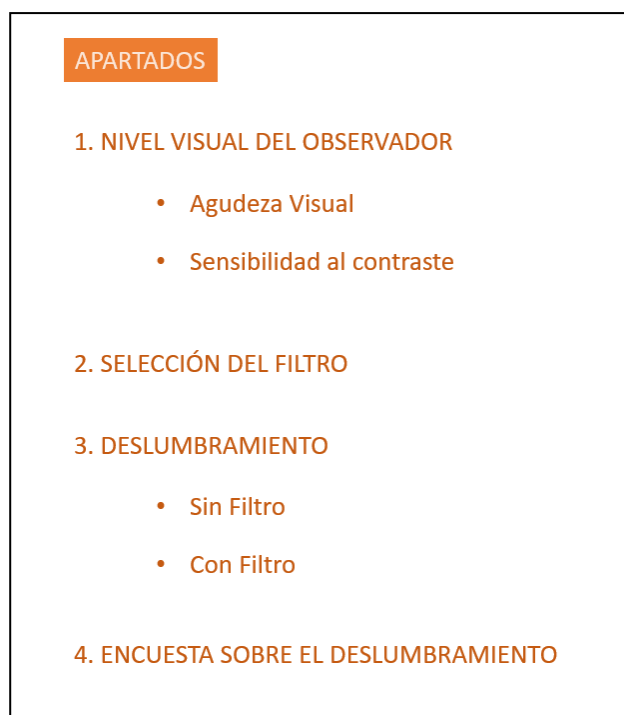 APARTADOS
1. NIVEL VISUAL DEL OBSERVADOR
• Agudeza Visual
• Sensibilidad al contraste
2. SELECCIÓN DEL FILTRO
3. DESLUMBRAMIENTO
• Sin Filtro
• Con Filtro
4. ENCUESTA SOBRE EL DESLUMBRAMIENTO